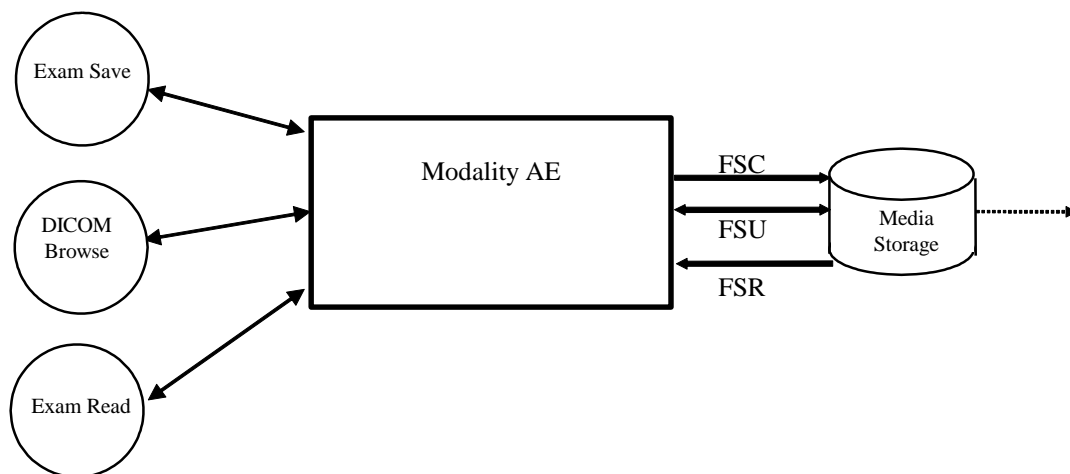 Exam Save
DICOM
Browse
Exam Read
Modality AE
FSC
FSU
FSR
Media
Storage